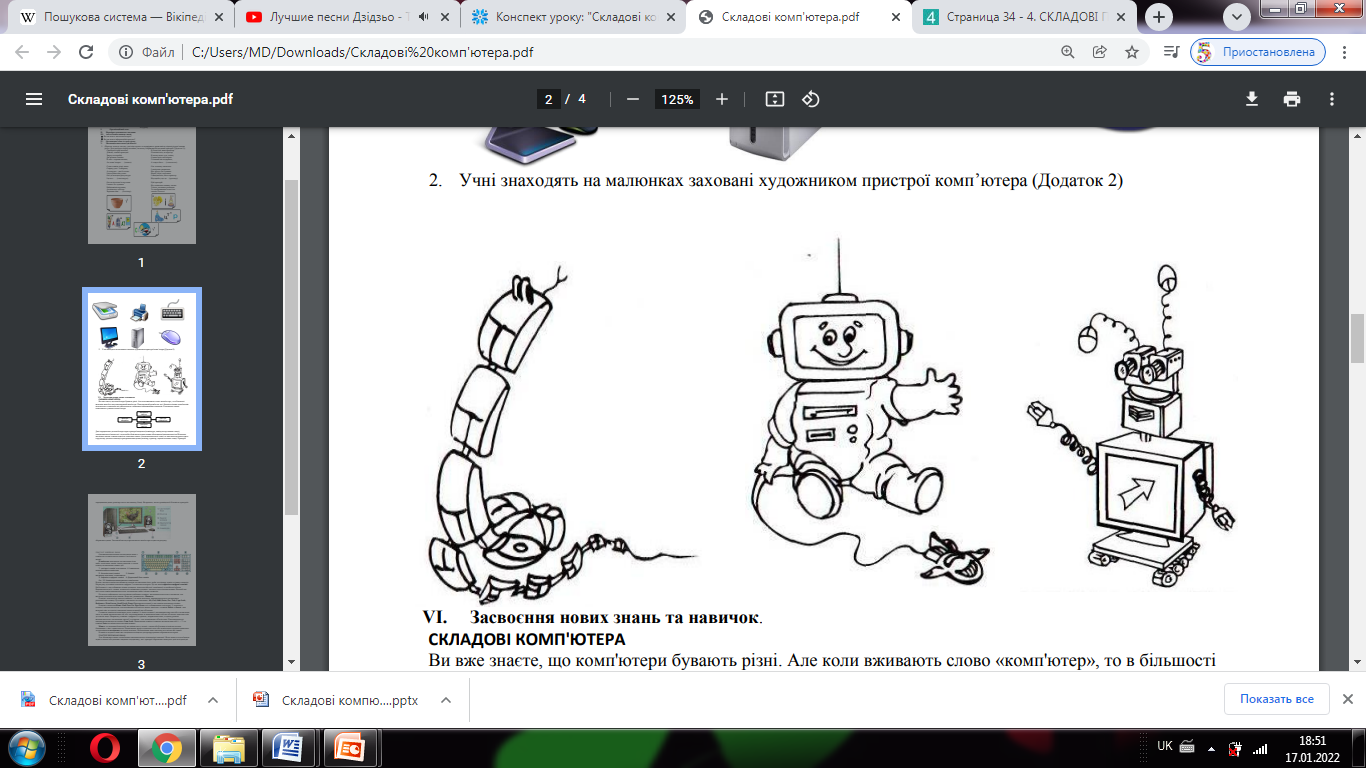 Пошукова система — Вікіпед
Лучшие песни Дзідзьо - Т
Конспект уроку: "Складові ко
Складові комп'ютера.pdf
4 Страница 34 - 4. СКЛАДОВІ П
Файл
C:/Users/MD/Downloads/Складові%20комп'ютера.pdf
Приостановлена
Складові комп'ютера.pdf
2 / 4
125%
1
2
3
2. Учні знаходять на малюнках заховані художником пристрої комп’ютера (Додаток 2)
VI. Засвоєння нових знань та навичок.
СКЛАДОВІ КОМП'ЮТЕРА
Ви вже знаєте, що комп'ютери бувають різні. Але коли вживають слово «комп'ютер», то в більшості
Складові комп'ют....pdf
Складові компю....pptx
Показать все
UK
18:51
17.01.2022